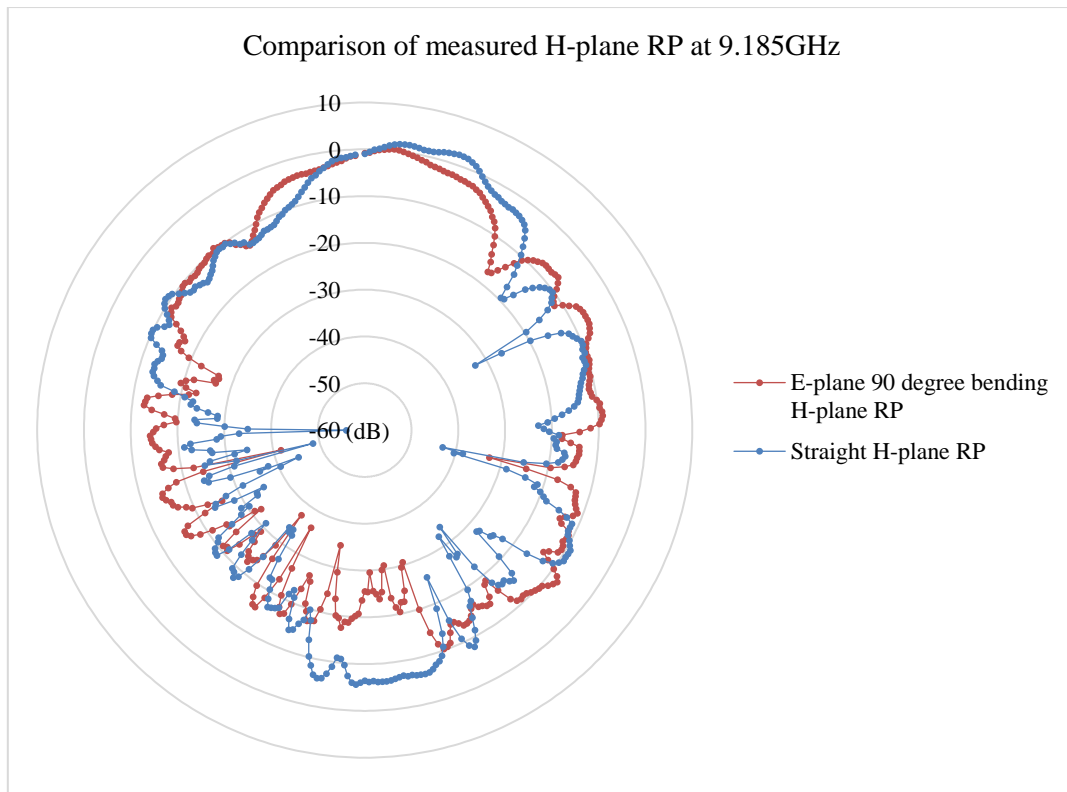 Comparison of measured H-plane RP at 9.185GHz
10
0
-10
-20
-30
-40
-50
-60 (dB)
E-plane 90 degree bending
H-plane RP
Straight H-plane RP